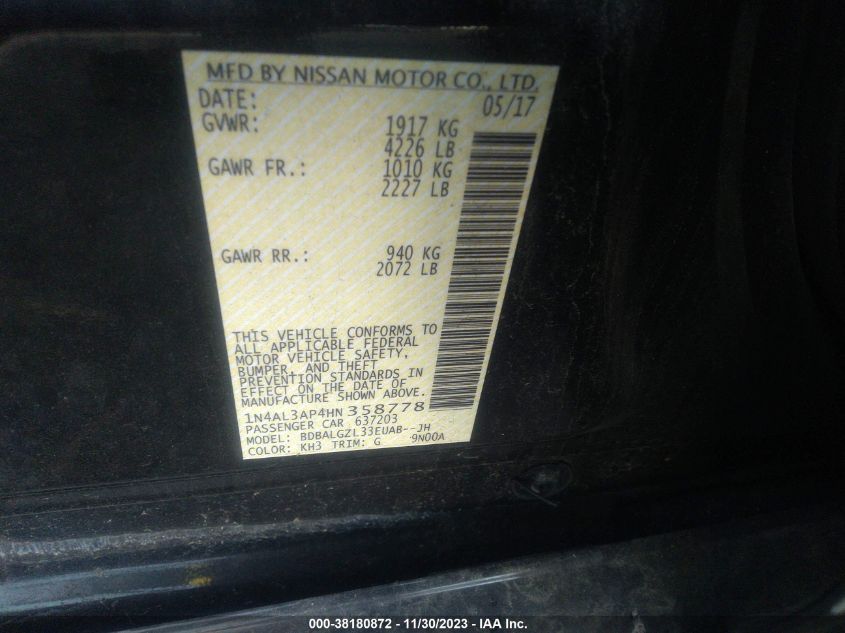 MFD BY NISSAN MOTOR CO., LTD.
DATE: 05/17
GVWR: 1917 KG
4226 LB
GAWR FR.: 1010 KG
2227 LB
GAWR RR.: 940 KG
2072 LB
THIS VEHICLE CONFORMS TO
ALL APPLICABLE FEDERAL
MOTOR VEHICLE SAFETY,
BUMPER, AND THEFT
PREVENTION STANDARDS IN
EFFECT ON THE DATE OF
MANUFACTURE SHOWN ABOVE.
1N4AL3AP4HN 358778
PASSENGER CAR 637203
MODEL: BDBALGZL33EUAB--JH
COLOR: KH3 TRIM: G 9N00A
000-38180872 - 11/30/2023 - IAA Inc.